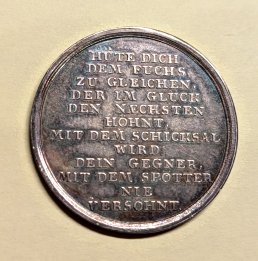 HÜTE DICH
DEM FUCHS
ZU GLEICHEN,
DER IM GLÜCK
DEN NÆCHSTEN
HÖHNT,
MIT DEM SCHICKSAL
WIRD
DEIN GEGNER,
MIT DEM SPÖTTER
NIE
VERSÖHNT.